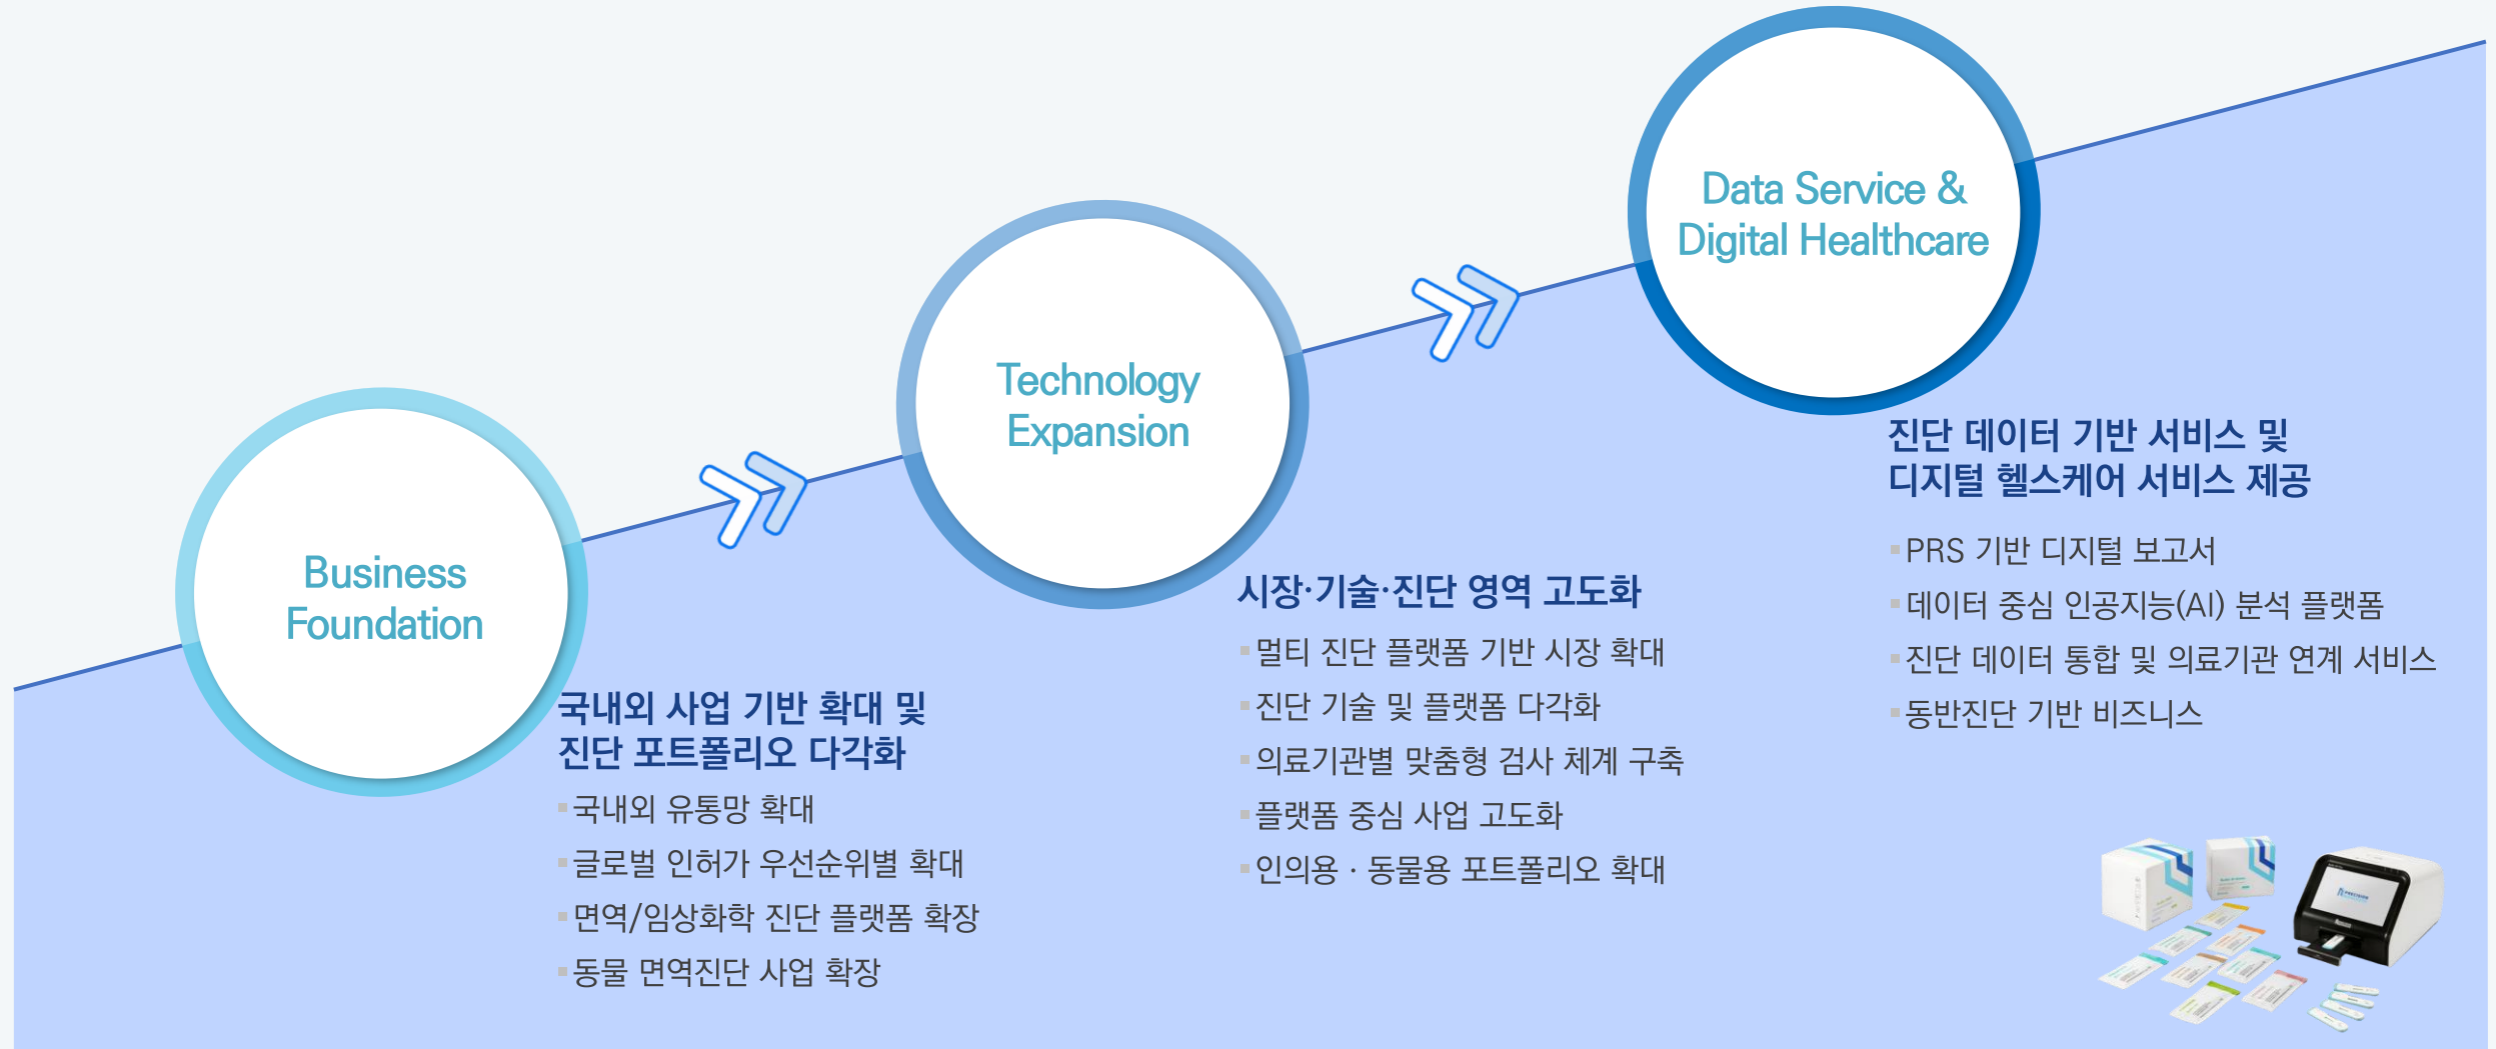 Business
Foundation
국내외 사업 기반 확대 및
진단 포트폴리오 다각화
▪국내외 유통망 확대
▪글로벌 인허가 우선순위별 확대
▪면역/임상화학 진단 플랫폼 확장
▪동물 면역진단 사업 확장
Technology
Expansion
시장·기술·진단 영역 고도화
▪멀티 진단 플랫폼 기반 시장 확대
▪진단 기술 및 플랫폼 다각화
▪의료기관별 맞춤형 검사 체계 구축
▪플랫폼 중심 사업 고도화
▪인의용 · 동물용 포트폴리오 확대
Data Service &
Digital Healthcare
진단 데이터 기반 서비스 및
디지털 헬스케어 서비스 제공
▪PRS 기반 디지털 보고서
▪데이터 중심 인공지능(AI) 분석 플랫폼
▪진단 데이터 통합 및 의료기관 연계 서비스
▪동반진단 기반 비즈니스